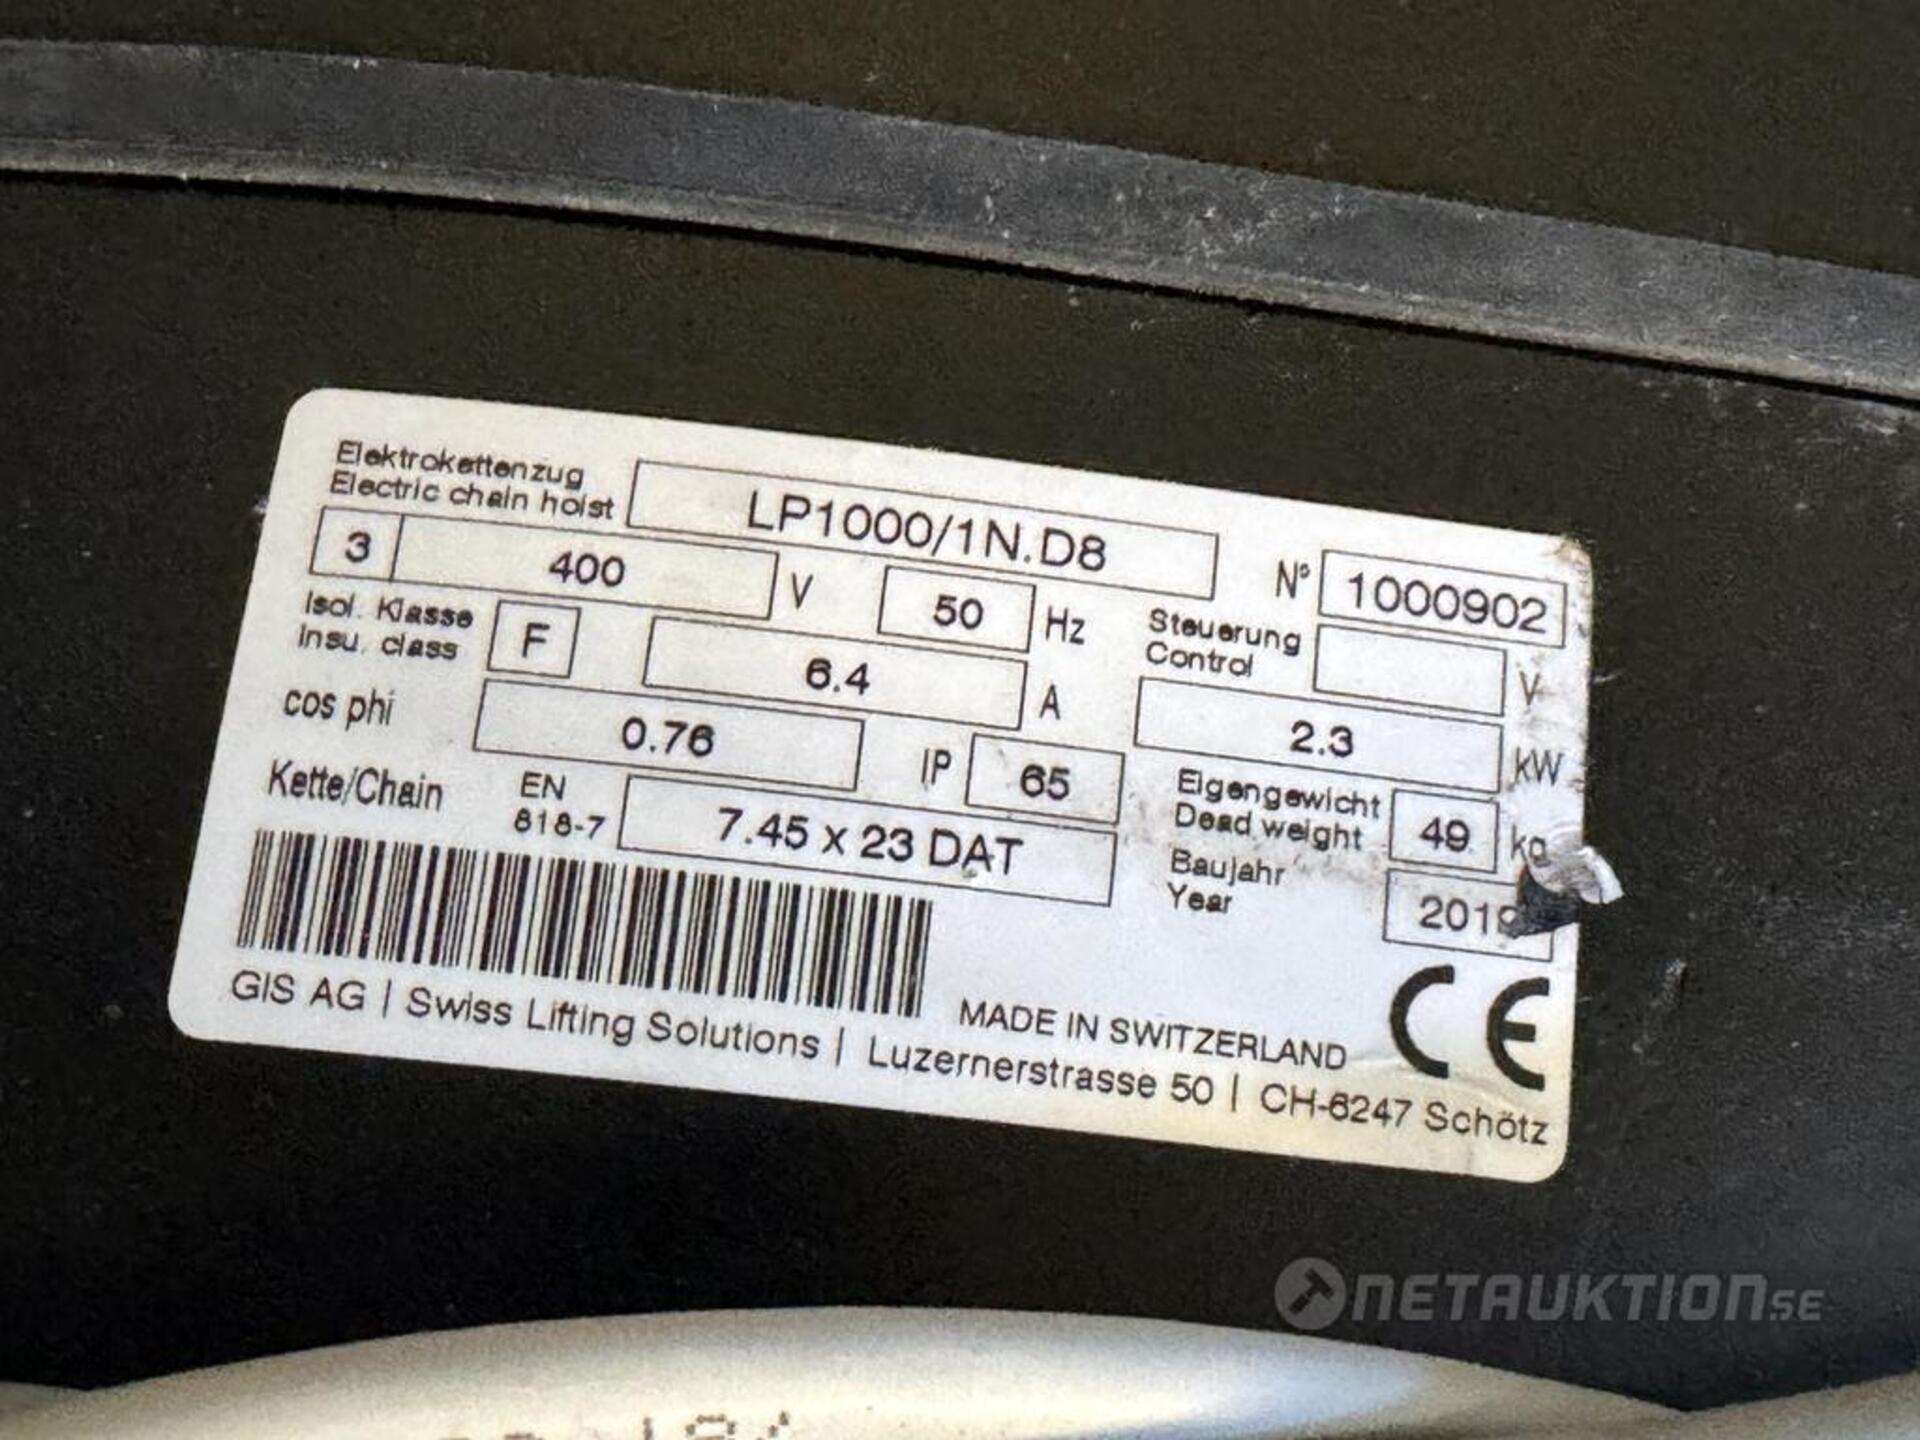 Elektrokettenzug
Electric chain hoist LP1000/1N.D8 N° 1000902
3 400 V 50 Hz Steuerung Control V
Isol. Klasse
Insu. class F 6.4 A 2.3 kW
cos phi 0.76 IP 65 Eigengewicht
Dead weight 49 kg
Kette/Chain EN
818-7 7.45 x 23 DAT Baujahr
Year
MADE IN SWITZERLAND CE
GIS AG | Swiss Lifting Solutions | Luzernerstrasse 50 | CH-6247 Schötz
NETAUKTION.SE